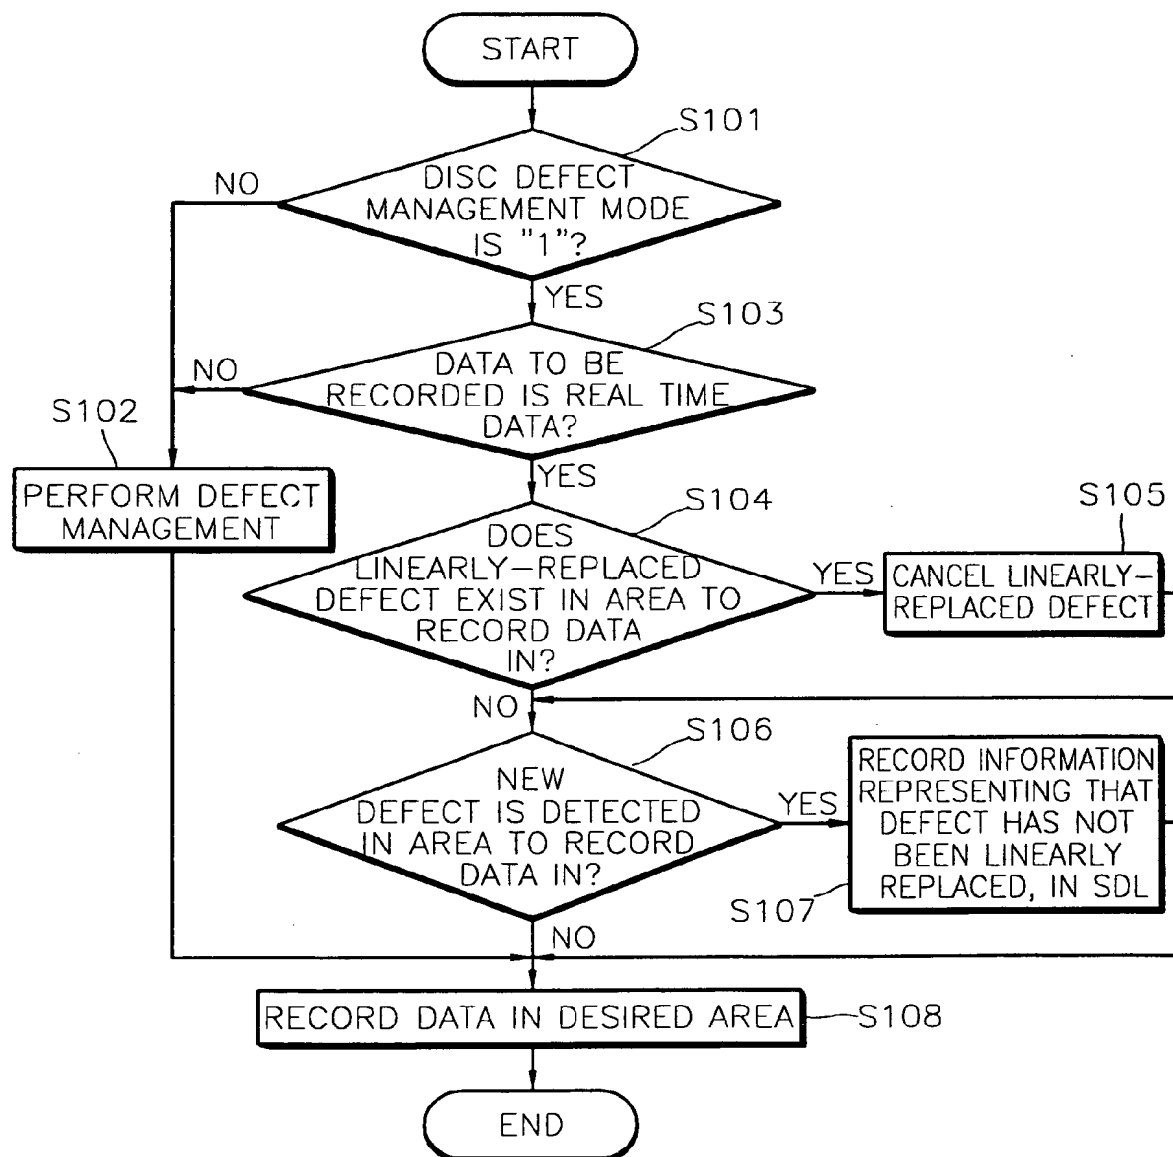 START
S101
NO
DISC DEFECT
MANAGEMENT MODE
IS "1"?
YES
S103
NO
DATA TO BE
RECORDED IS REAL TIME
DATA?
S102
PERFORM DEFECT
MANAGEMENT
YES
S104
DOES
LINEARLY-REPLACED
DEFECT EXIST IN AREA TO
RECORD DATA
IN?
YES
S105
CANCEL LINEARLY-
REPLACED DEFECT
NO
S106
NEW
DEFECT IS DETECTED
IN AREA TO RECORD
DATA IN?
YES
RECORD INFORMATION
REPRESENTING THAT
DEFECT HAS NOT
BEEN LINEARLY
REPLACED, IN SDL
S107
NO
RECORD DATA IN DESIRED AREA
S108
END